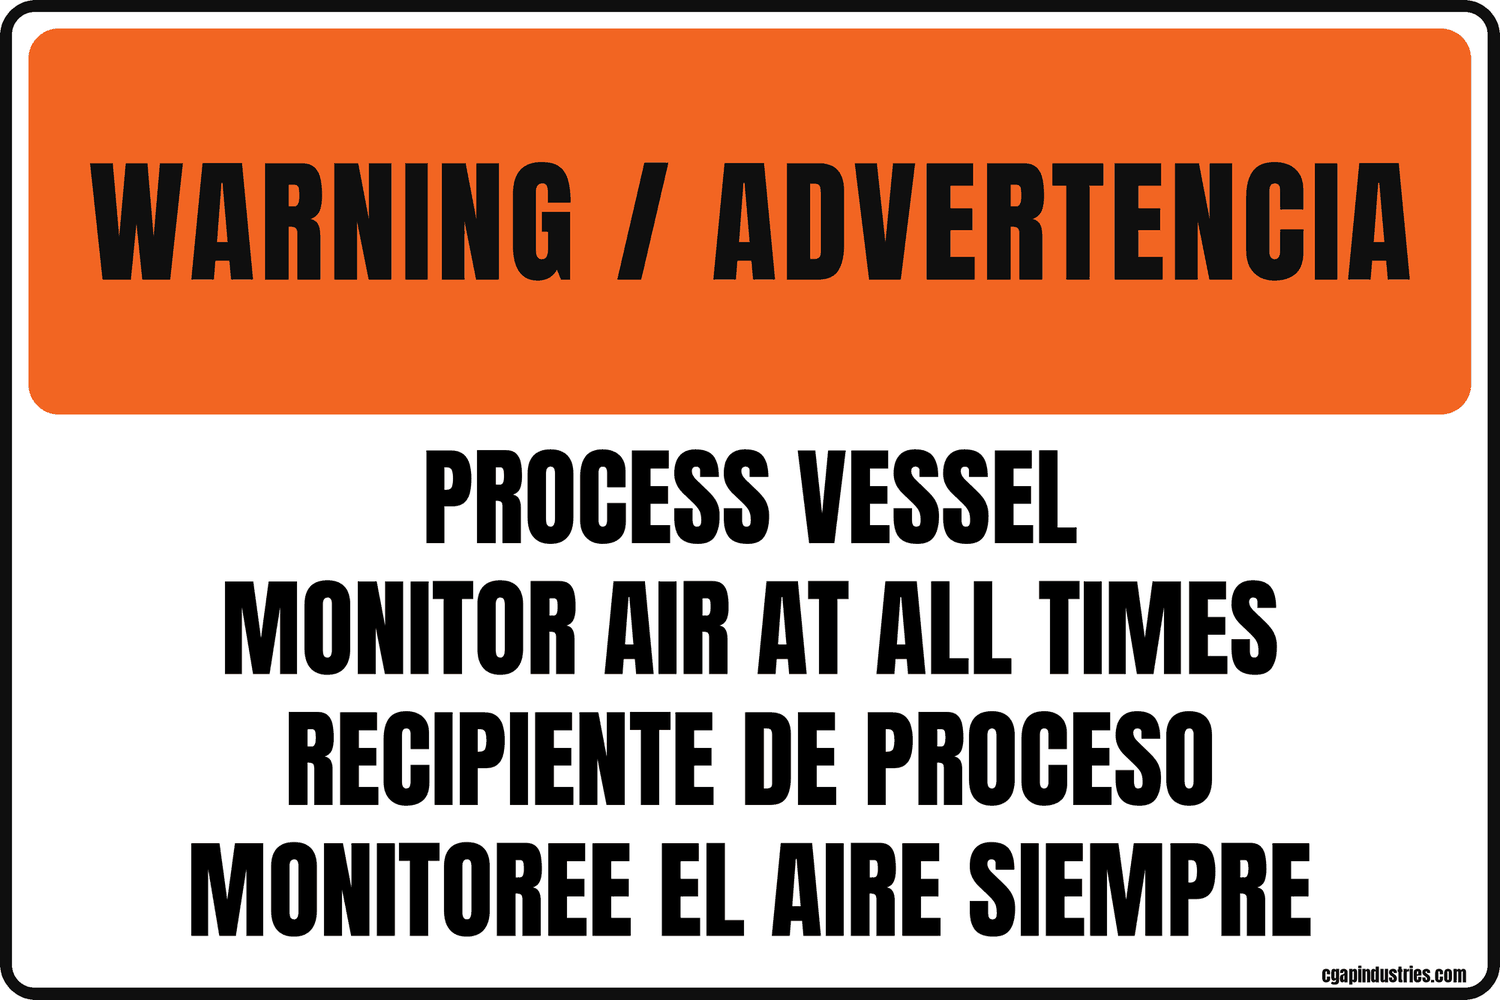 WARNING / ADVERTENCIA
PROCESS VESSEL
MONITOR AIR AT ALL TIMES
RECIPIENTE DE PROCESO
MONITOREE EL AIRE SIEMPRE
cgapindustries.com